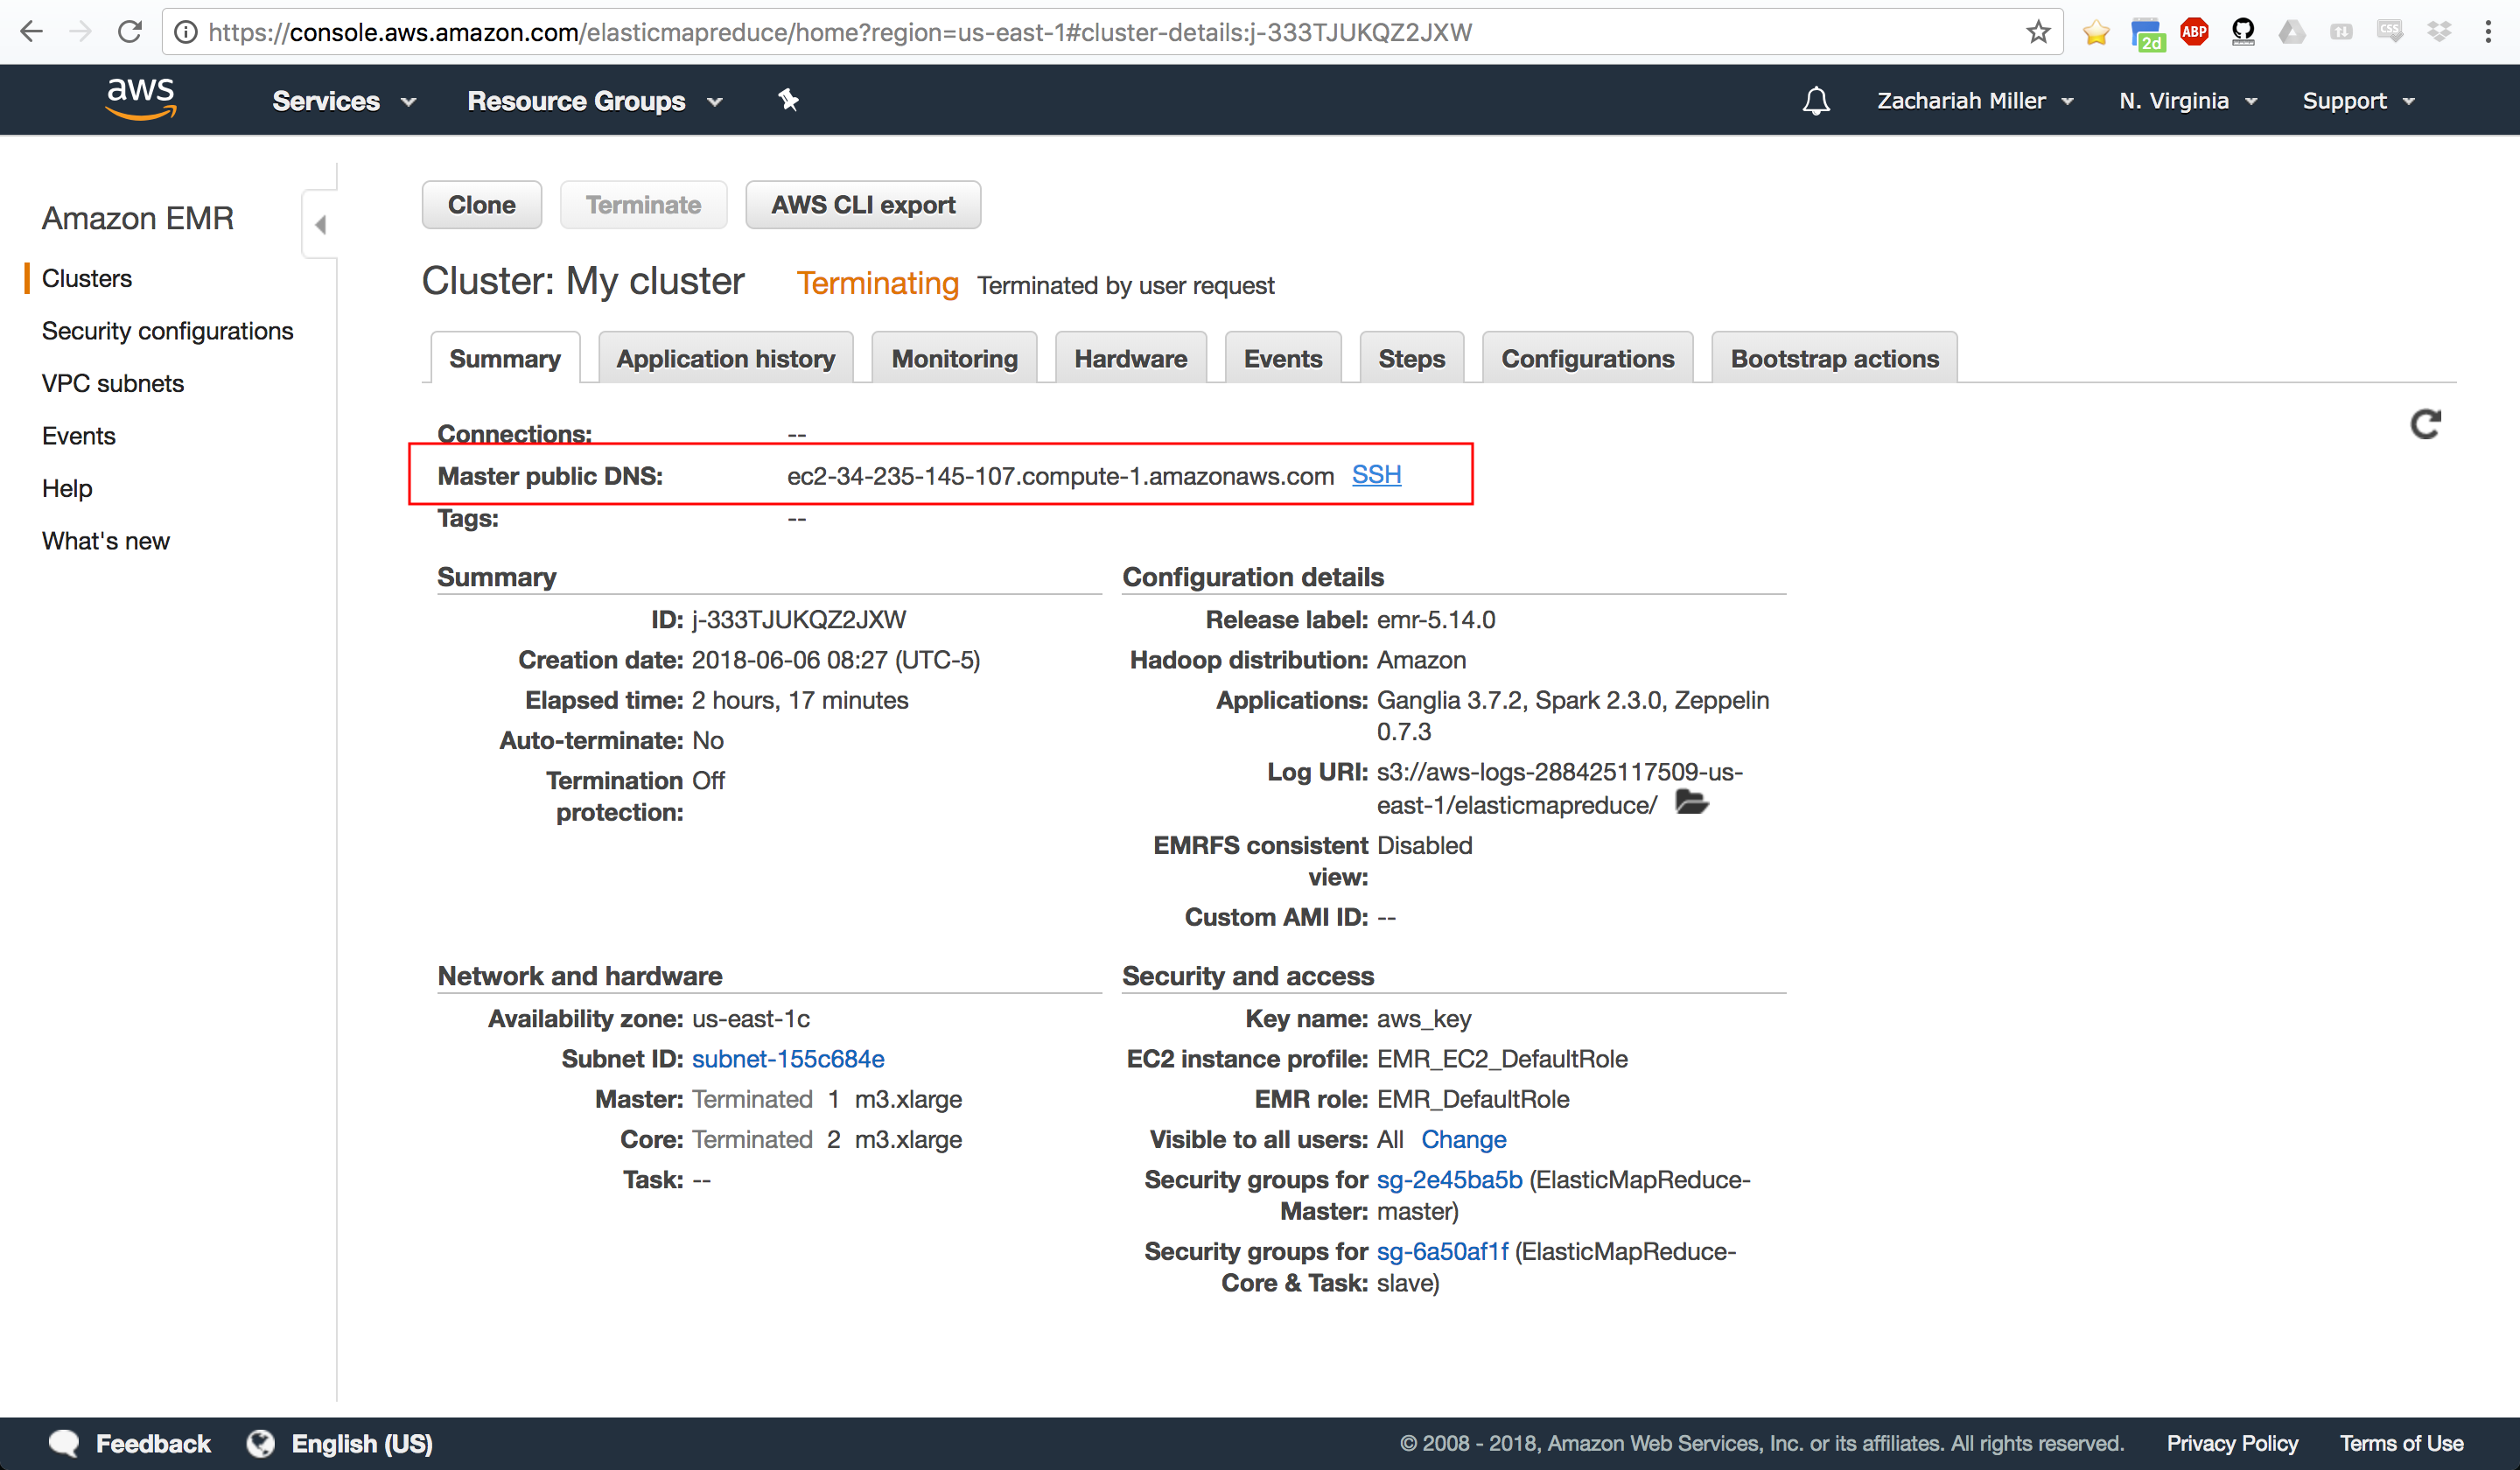 https://console.aws.amazon.com/elasticmapreduce/home?region=us-east-1#cluster-details:j-333TJUKQZ2JXW
2d
ABP
CSS
aws
Services
Resource Groups
Zachariah Miller
N. Virginia
Support
Amazon EMR
Clusters
Security configurations
VPC subnets
Events
Help
What's new
Clone
Terminate
AWS CLI export
Cluster: My cluster Terminating Terminated by user request
Summary
Application history
Monitoring
Hardware
Events
Steps
Configurations
Bootstrap actions
Connections: --
Master public DNS: ec2-34-235-145-107.compute-1.amazonaws.com SSH
Tags: --
Summary
ID: j-333TJUKQZ2JXW
Creation date: 2018-06-06 08:27 (UTC-5)
Elapsed time: 2 hours, 17 minutes
Auto-terminate: No
Termination Off
protection:
Configuration details
Release label: emr-5.14.0
Hadoop distribution: Amazon
Applications: Ganglia 3.7.2, Spark 2.3.0, Zeppelin
0.7.3
Log URI: s3://aws-logs-288425117509-us-
east-1/elasticmapreduce/
EMRFS consistent Disabled
view:
Custom AMI ID: --
Network and hardware
Availability zone: us-east-1c
Subnet ID: subnet-155c684e
Master: Terminated 1 m3.xlarge
Core: Terminated 2 m3.xlarge
Task: --
Security and access
Key name: aws_key
EC2 instance profile: EMR_EC2_DefaultRole
EMR role: EMR_DefaultRole
Visible to all users: All Change
Security groups for sg-2e45ba5b (ElasticMapReduce-
Master: master)
Security groups for sg-6a50af1f (ElasticMapReduce-
Core & Task: slave)
Feedback
English (US)
© 2008 - 2018, Amazon Web Services, Inc. or its affiliates. All rights reserved.
Privacy Policy
Terms of Use